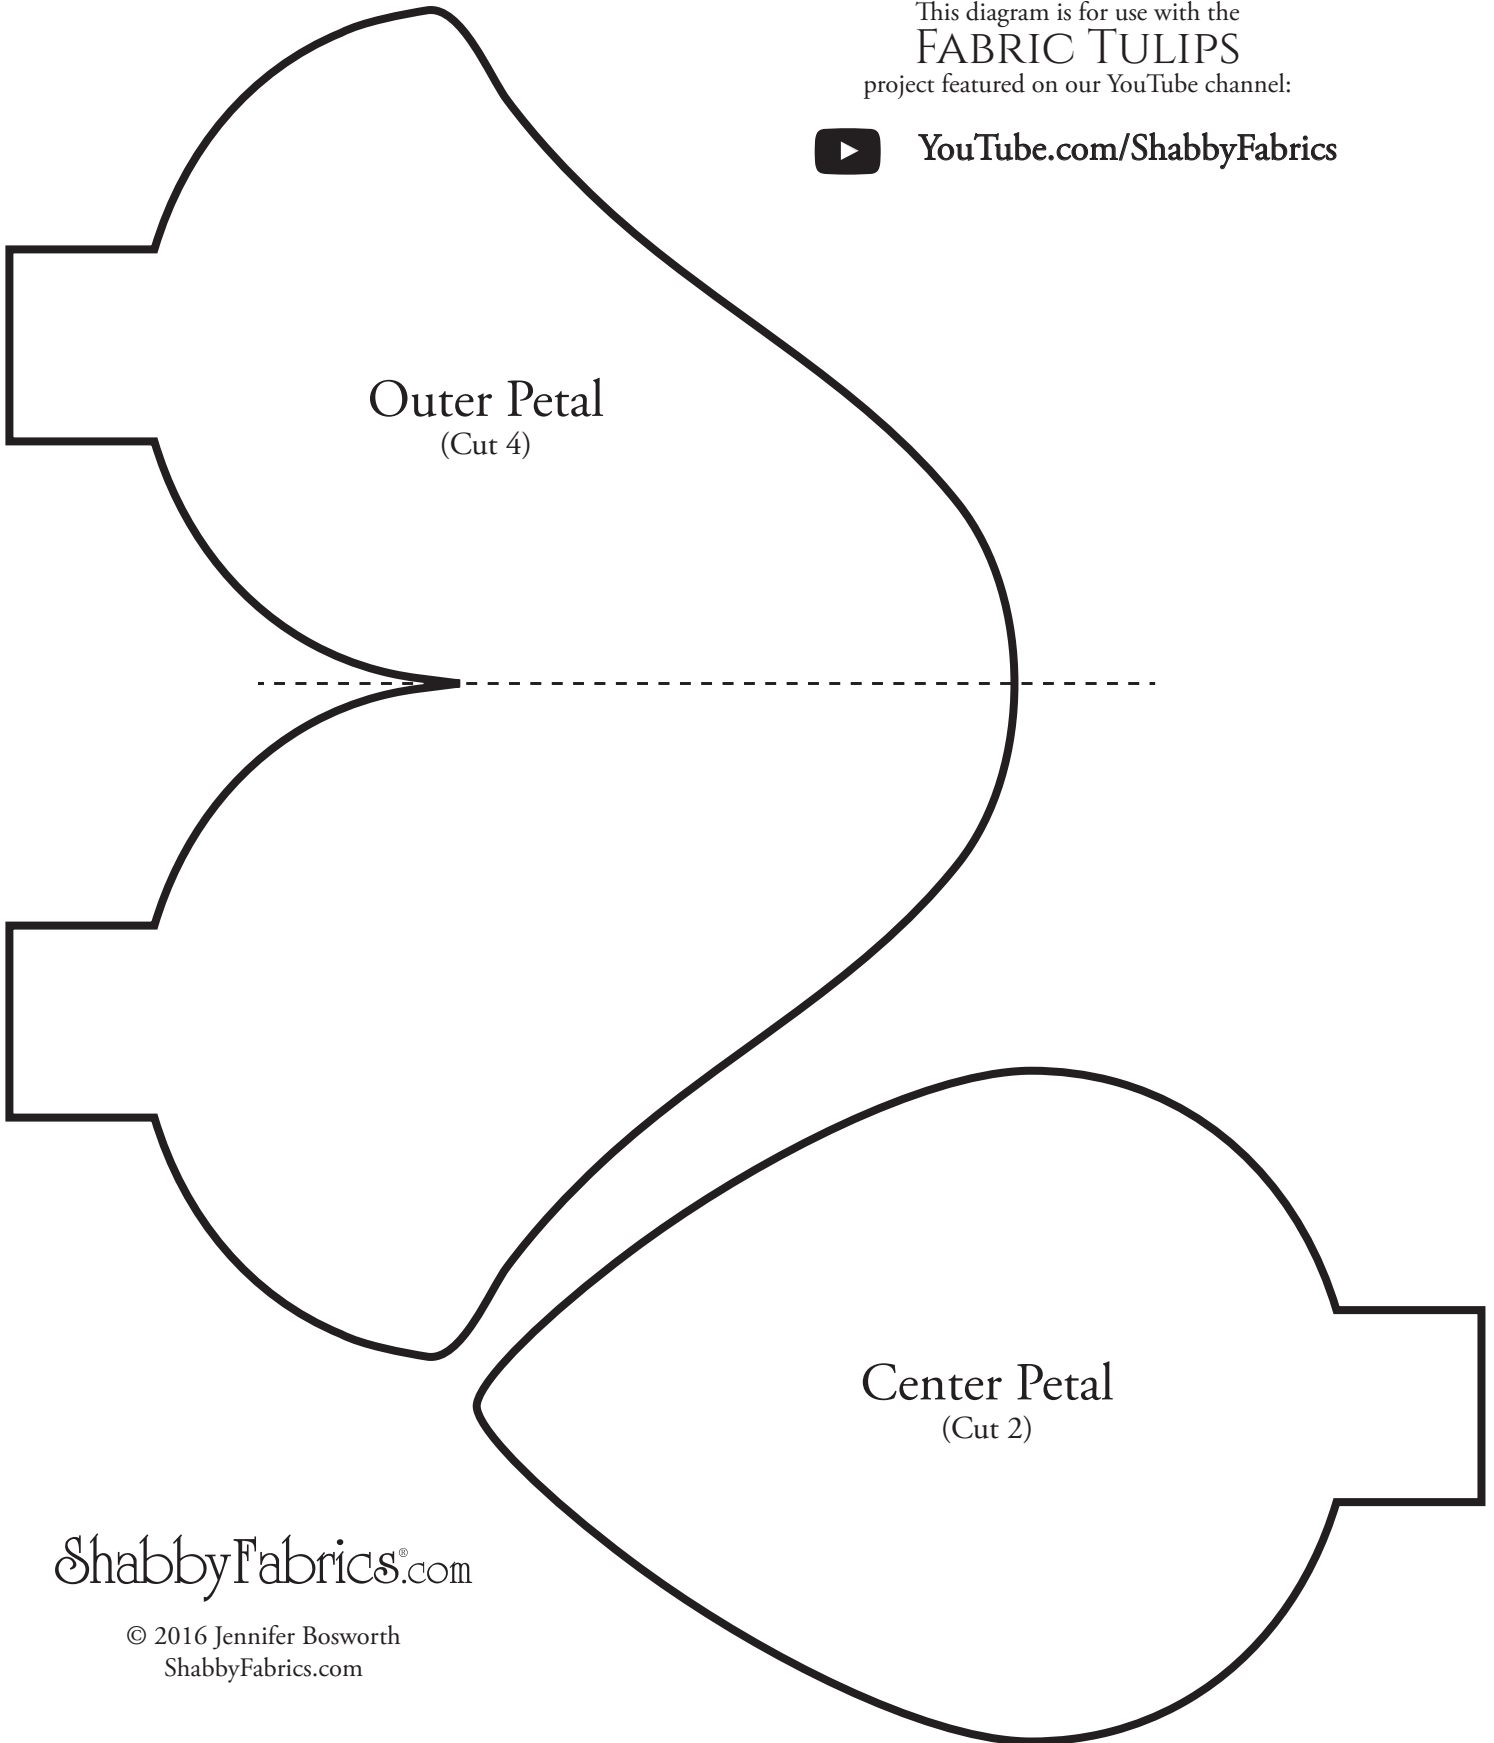 This diagram is for use with the
FABRIC TULIPS
project featured on our YouTube channel:
YouTube.com/ShabbyFabrics
Outer Petal
(Cut 4)
Center Petal
(Cut 2)
ShabbyFabrics®.com
© 2016 Jennifer Bosworth
ShabbyFabrics.com